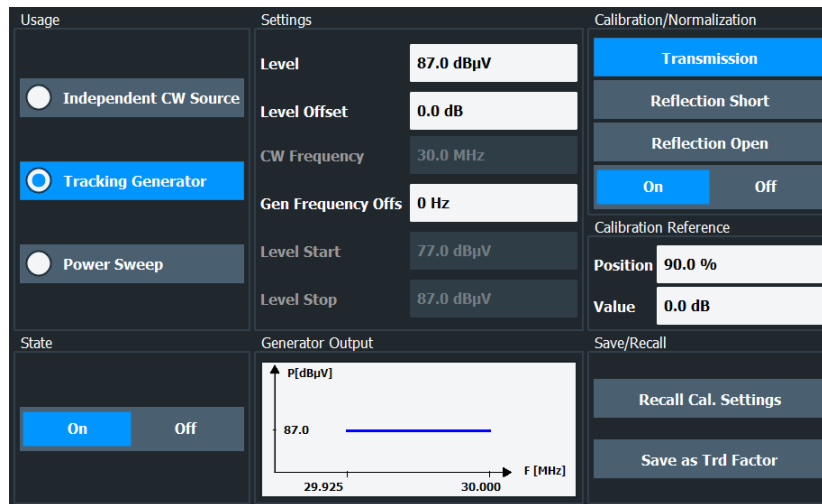 Usage
Independent CW Source
Tracking Generator
Power Sweep
Settings
Level 87.0 dBµV
Level Offset 0.0 dB
CW Frequency 30.0 MHz
Gen Frequency Offs 0 Hz
Level Start 77.0 dBµV
Level Stop 87.0 dBµV
Calibration/Normalization
Transmission
Reflection Short
Reflection Open
On Off
Calibration Reference
Position 90.0 %
Value 0.0 dB
State
On Off
Generator Output
P[dBµV]
87.0
F [MHz]
29.925 30.000
Save/Recall
Recall Cal. Settings
Save as Trd Factor